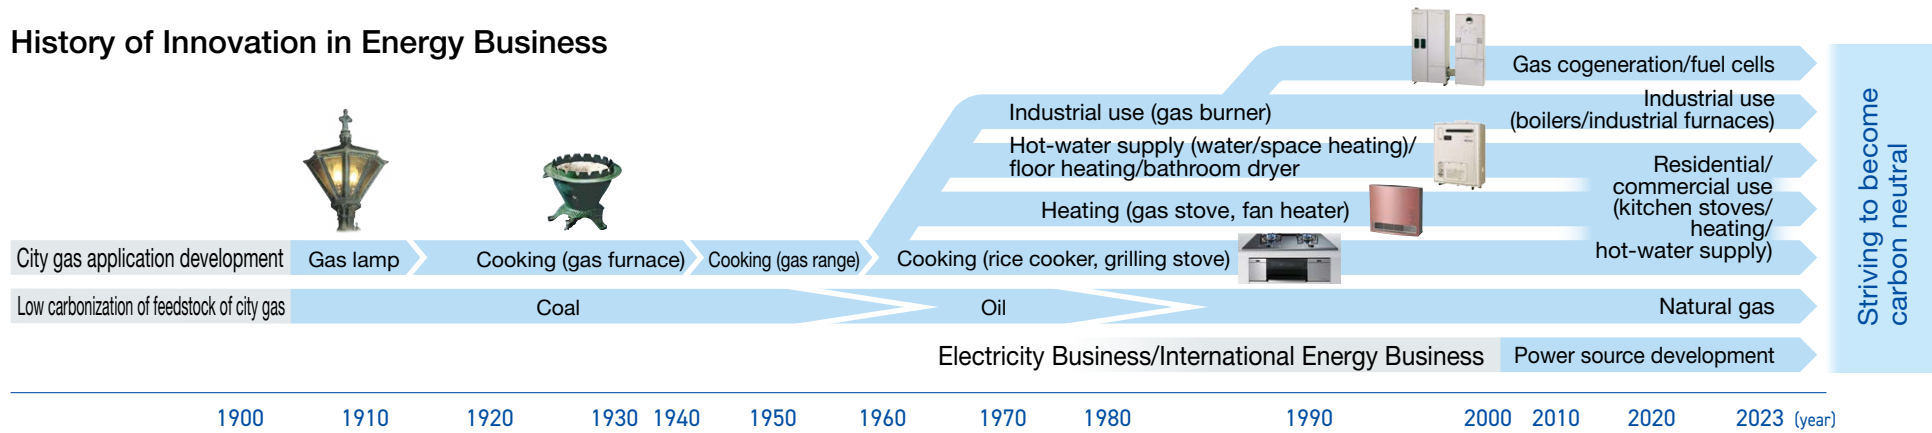 History of Innovation in Energy Business
Gas cogeneration/fuel cells
Industrial use (gas burner)
Industrial use
(boilers/industrial furnaces)
Hot-water supply (water/space heating)/
floor heating/bathroom dryer
Heating (gas stove, fan heater)
Residential/
commercial use
(kitchen stoves/
heating/
hot-water supply)
City gas application development
Gas lamp
Cooking (gas furnace)
Cooking (gas range)
Cooking (rice cooker, grilling stove)
Low carbonization of feedstock of city gas
Coal
Oil
Natural gas
Electricity Business/International Energy Business
Power source development
Striving to become
carbon neutral
1900 1910 1920 1930 1940 1950 1960 1970 1980 1990 2000 2010 2020 2023 (year)